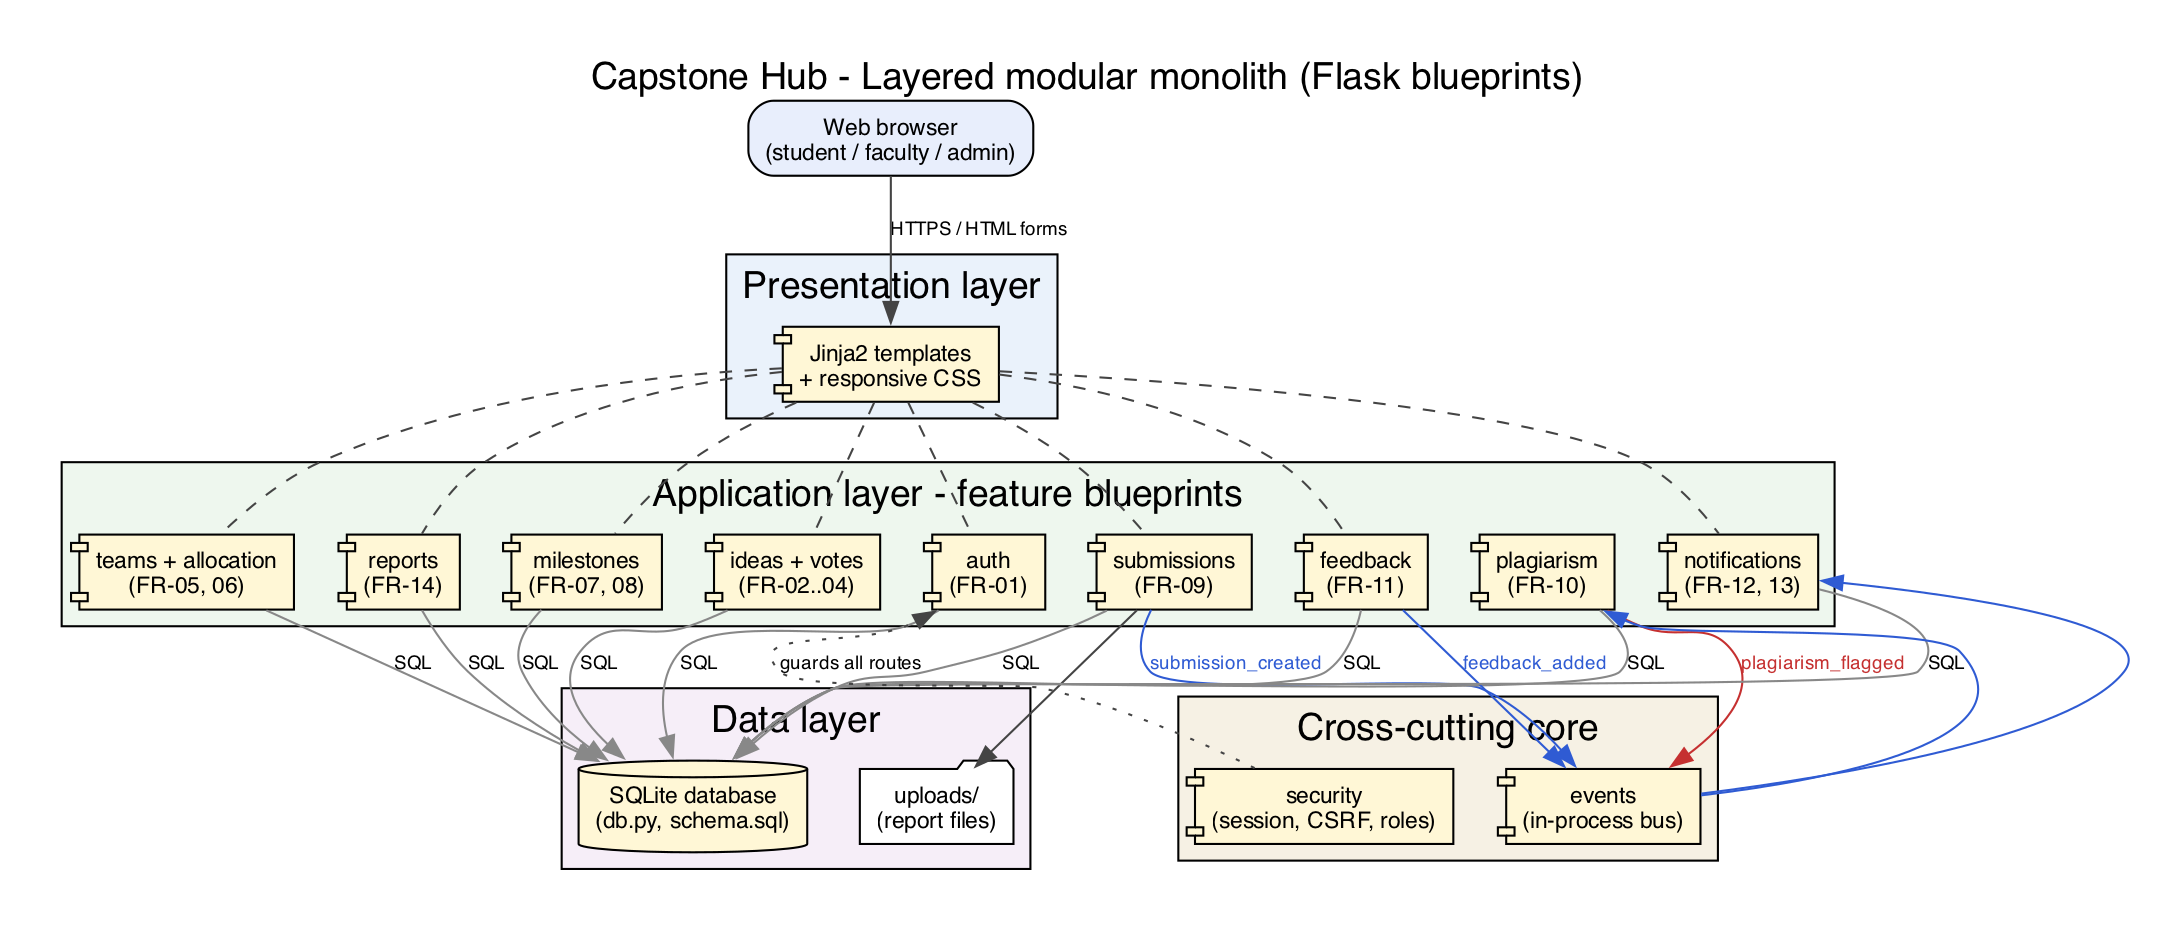 Capstone Hub - Layered modular monolith (Flask blueprints)
Web browser
(student / faculty / admin)
HTTPS / HTML forms
Presentation layer
Jinja2 templates
+ responsive CSS
Application layer - feature blueprints
teams + allocation
(FR-05, 06)
reports
(FR-14)
milestones
(FR-07, 08)
ideas + votes
(FR-02..04)
auth
(FR-01)
submissions
(FR-09)
feedback
(FR-11)
plagiarism
(FR-10)
notifications
(FR-12, 13)
SQL
SQL
SQL
SQL
SQL
guards all routes
SQL
submission_created
SQL
feedback_added
SQL
plagiarism_flagged
SQL
Data layer
SQLite database
(db.py, schema.sql)
uploads/
(report files)
Cross-cutting core
security
(session, CSRF, roles)
events
(in-process bus)